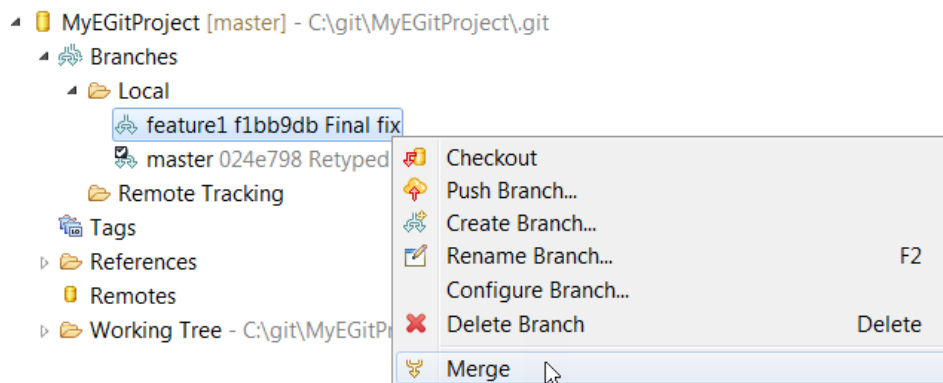 MyEGitProject [master] - C:\git\MyEGitProject\.git
Branches
Local
feature1 f1bb9db Final fix
master 024e798 Retyped
Remote Tracking
Tags
References
Remotes
Working Tree - C:\git\MyEGitPr
Checkout
Push Branch...
Create Branch...
Rename Branch... F2
Configure Branch...
Delete Branch Delete
Merge